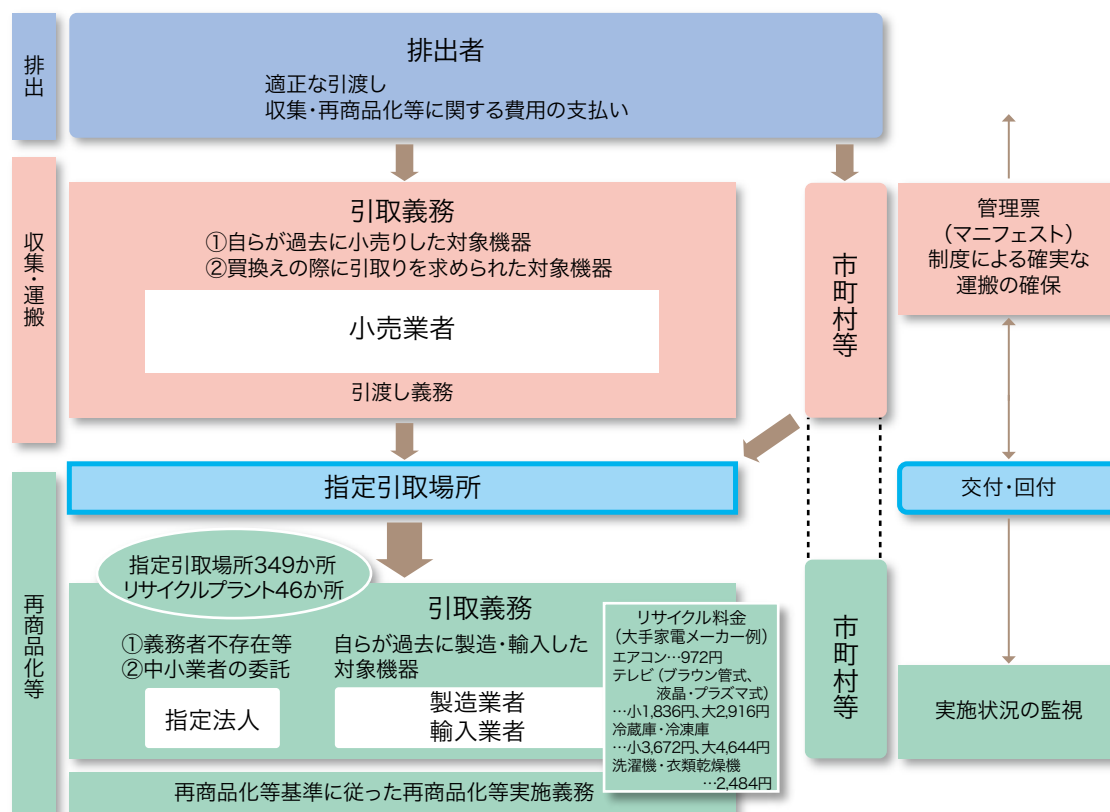 排出
排出者
適正な引渡し
収集・再商品化等に関する費用の支払い
収集・運搬
引取義務
①自らが過去に小売りした対象機器
②買換えの際に引取りを求められた対象機器
小売業者
引渡し義務
市町村等
管理票
（マニフェスト）
制度による確実な
運搬の確保
指定引取場所
交付・回付
再商品化等
指定引取場所349か所
リサイクルプラント46か所
引取義務
①義務者不存在等
②中小業者の委託
指定法人
自らが過去に製造・輸入した
対象機器
製造業者
輸入業者
リサイクル料金
（大手家電メーカー例）
エアコン…972円
テレビ（ブラウン管式、
液晶・プラズマ式）
…小1,836円、大2,916円
冷蔵庫・冷凍庫
…小3,672円、大4,644円
洗濯機・衣類乾燥機
…2,484円
市町村等
実施状況の監視
再商品化等基準に従った再商品化等実施義務